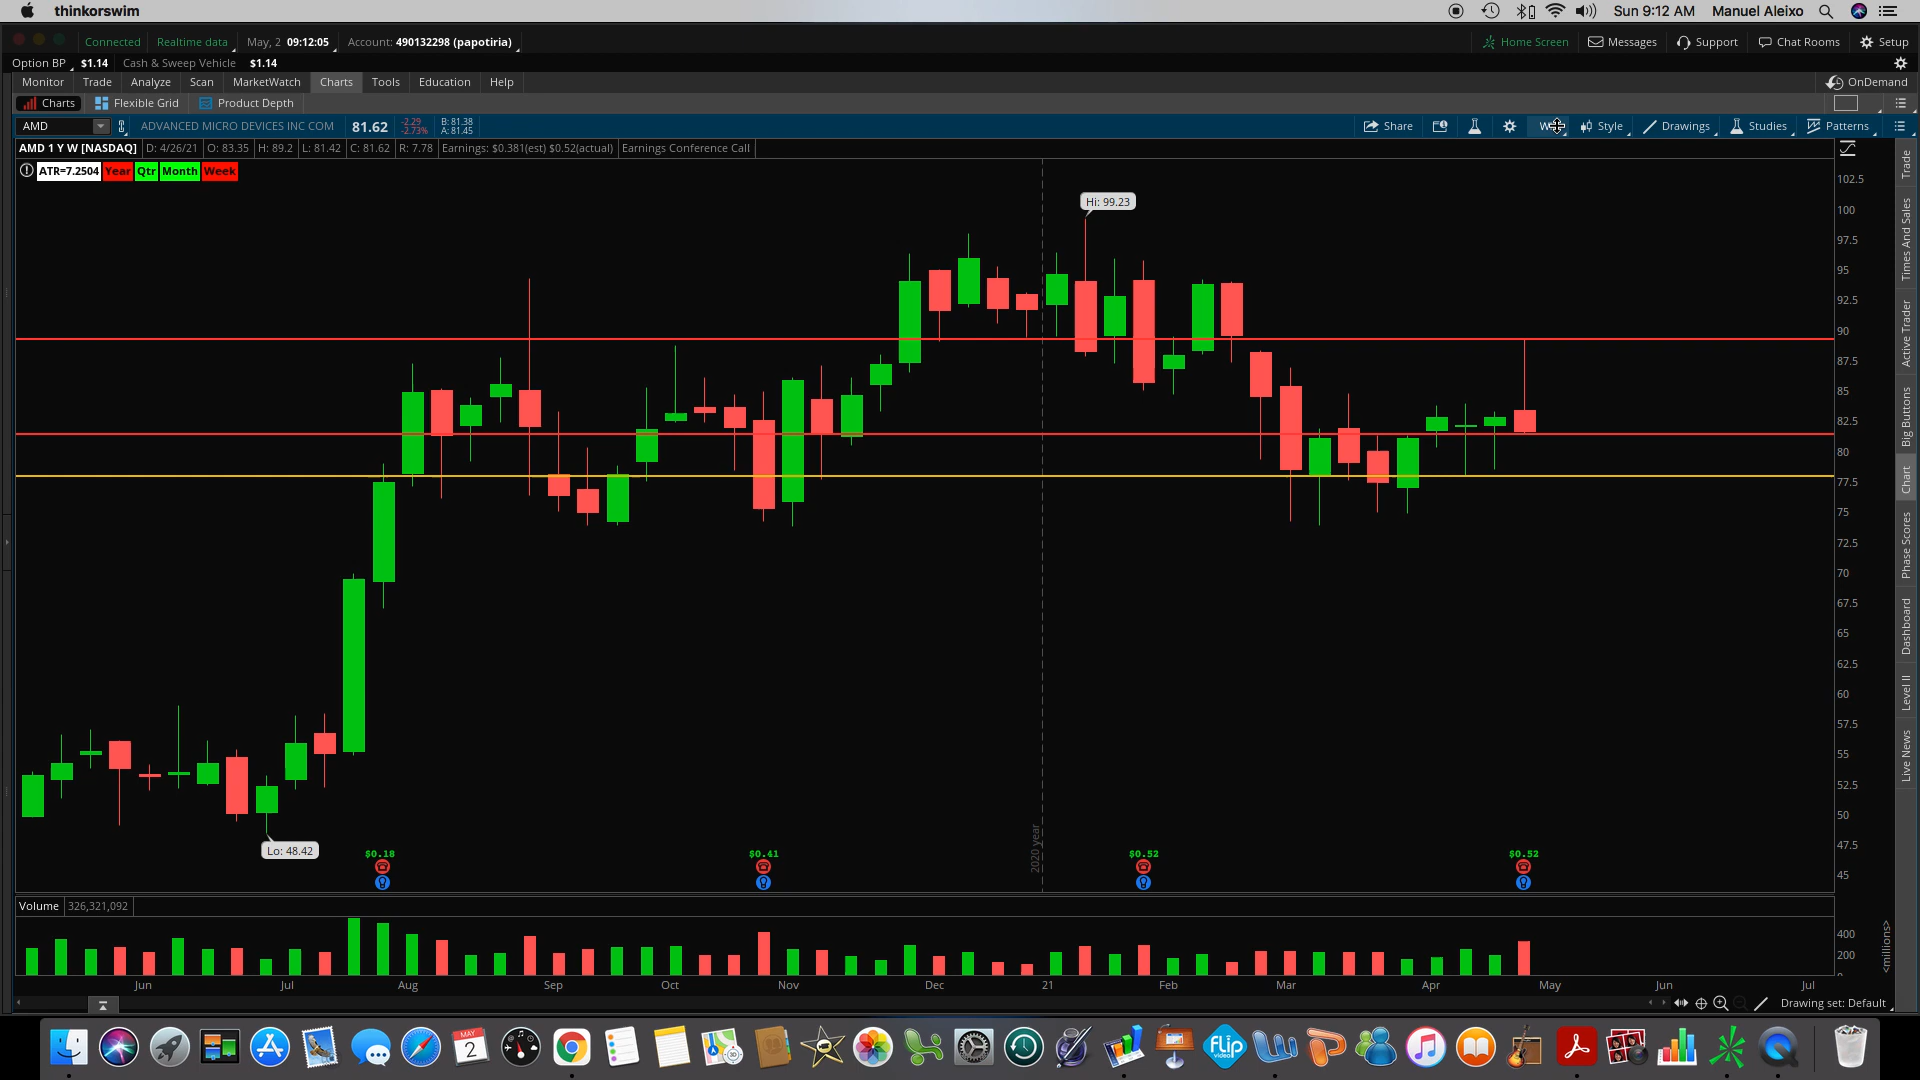 thinkorswim Sun 9:12 AM Manuel Aleixo
Connected Realtime data May, 2 09:12:05 Account: 490132298 (papotiria) Home Screen Messages Support Chat Rooms Setup
Option BP $1.14 Cash & Sweep Vehicle $1.14
Monitor Trade Analyze Scan MarketWatch Charts Tools Education Help OnDemand
Charts Flexible Grid Product Depth
AMD ADVANCED MICRO DEVICES INC COM 81.62 -2.29 B: 81.38 Share Style Drawings Studies Patterns
-2.73% A: 81.45
AMD 1 Y W [NASDAQ] D: 4/26/21 O: 83.35 H: 89.2 L: 81.42 C: 81.62 R: 7.78 Earnings: $0.381(est) $0.52(actual) Earnings Conference Call
ATR=7.2504 Year Qtr Month Week
Hi: 99.23
Lo: 48.42
102.5
100
97.5
95
92.5
90
87.5
85
82.5
80
77.5
75
72.5
70
67.5
65
62.5
60
57.5
55
52.5
50
47.5
45
2020 year
$0.18 $0.41 $0.52 $0.52
Volume 326,321,092
400
200
<millions>
Jun Jul Aug Sep Oct Nov Dec 21 Feb Mar Apr May Jun Jul
Drawing set: Default
Trade
Times And Sales
Active Trader
Big Buttons
Chart
Phase Scores
Dashboard
Level II
Live News
MAY
2
flip
video